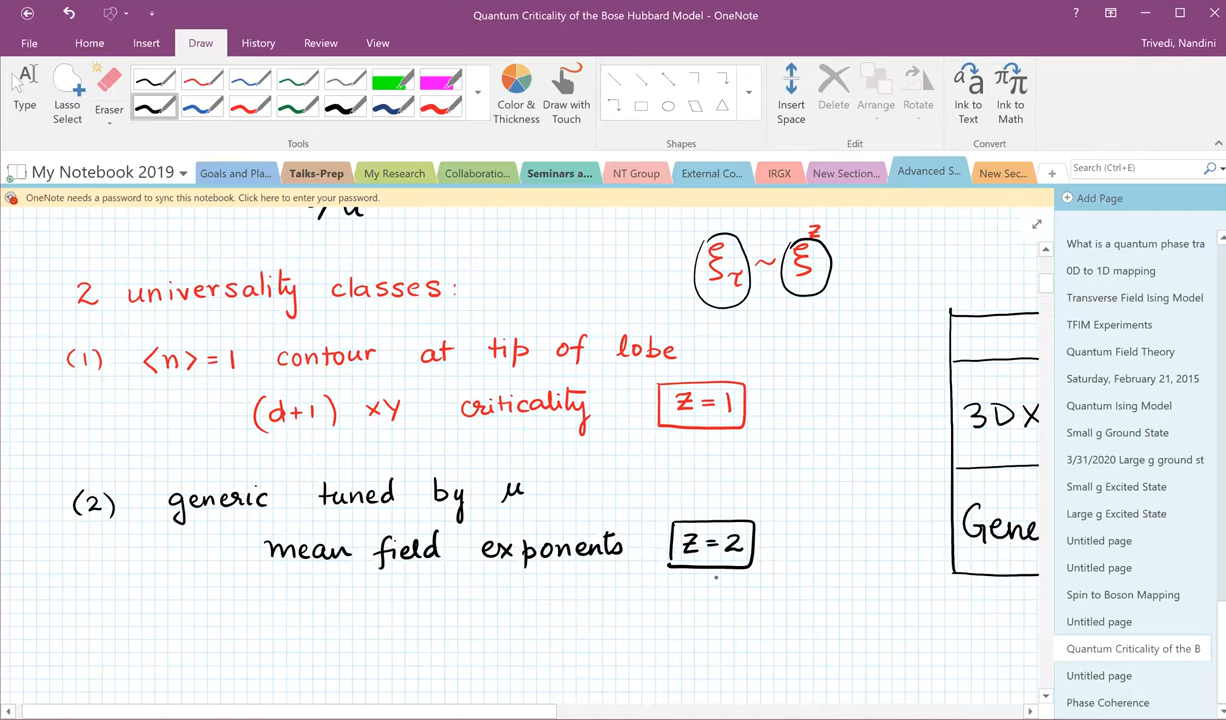 Quantum Criticality of the Bose Hubbard Model - OneNote
File Home Insert Draw History Review View
Trivedi, Nandini
Type
Lasso Select
Eraser
Tools
Color & Thickness
Draw with Touch
Shapes
Insert Space
Delete
Arrange
Rotate
Edit
Ink to Text
Ink to Math
Convert
My Notebook 2019
Goals and Pla...
Talks-Prep
My Research
Collaboratio...
Seminars a...
NT Group
External Co...
IRGX
New Section...
Advanced S...
New Sec...
Search (Ctrl+E)
OneNote needs a password to sync this notebook. Click here to enter your password.
Add Page
ξ_τ ~ ξ^z
2 universality classes:
(1) <n> = 1 contour at tip of lobe
(d+1) XY criticality z = 1
(2) generic tuned by μ
mean field exponents z = 2
3D X
Gene
What is a quantum phase tra
0D to 1D mapping
Transverse Field Ising Model
TFIM Experiments
Quantum Field Theory
Saturday, February 21, 2015
Quantum Ising Model
Small g Ground State
3/31/2020 Large g ground st
Small g Excited State
Large g Excited State
Untitled page
Untitled page
Spin to Boson Mapping
Untitled page
Quantum Criticality of the B
Untitled page
Phase Coherence